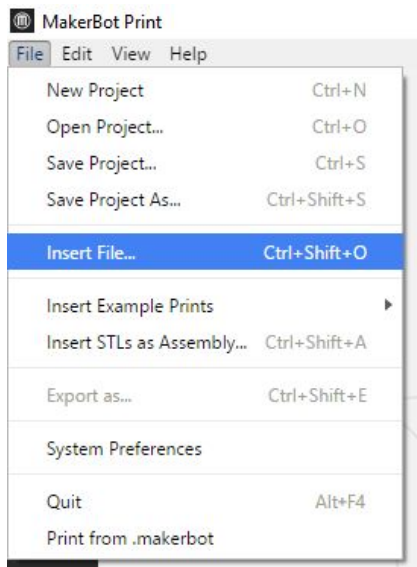 MakerBot Print
File Edit View Help
New Project Ctrl+N
Open Project... Ctrl+O
Save Project... Ctrl+S
Save Project As... Ctrl+Shift+S
Insert File... Ctrl+Shift+O
Insert Example Prints
Insert STLs as Assembly... Ctrl+Shift+A
Export as... Ctrl+Shift+E
System Preferences
Quit Alt+F4
Print from .makerbot